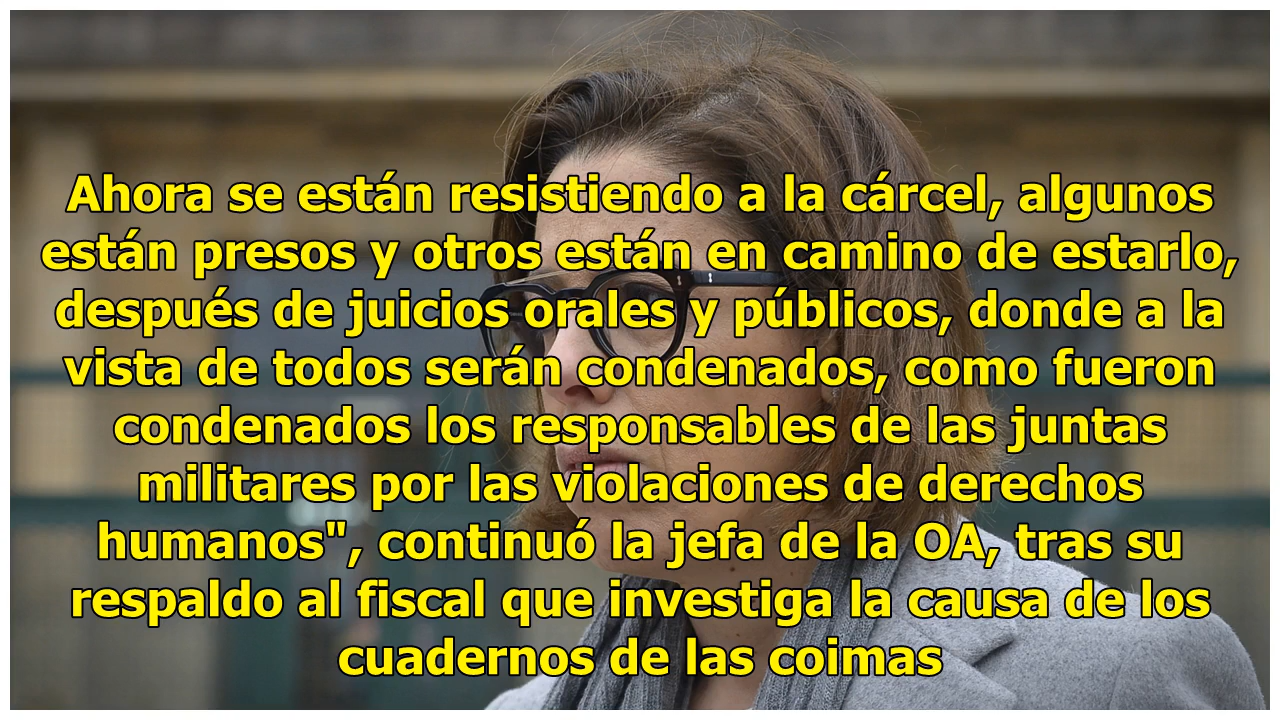 Ahora se están resistiendo a la cárcel, algunos
están presos y otros están en camino de estarlo,
después de juicios orales y públicos, donde a la
vista de todos serán condenados, como fueron
condenados los responsables de las juntas
militares por las violaciones de derechos
humanos", continuó la jefa de la OA, tras su
respaldo al fiscal que investiga la causa de los
cuadernos de las coimas